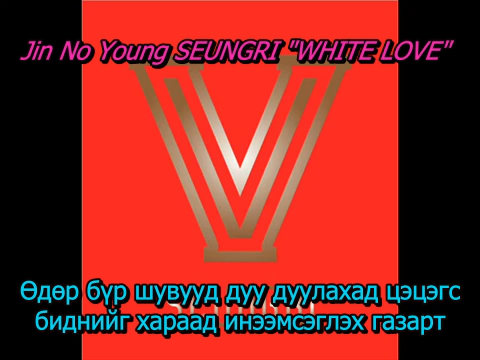 Jin No Young SEUNGRI "WHITE LOVE"
Өдөр бүр шувууд дуу дуулахад цэцэгс
биднийг хараад инээмсэглэх газарт